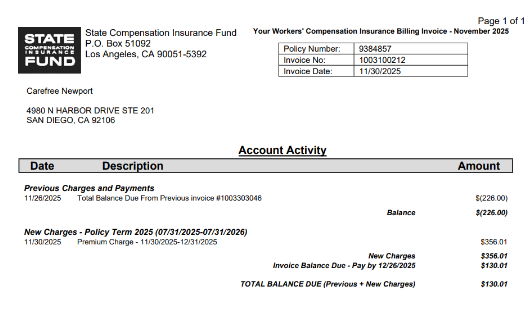 Page 1 of 1
STATE
COMPENSATION
INSURANCE
FUND
State Compensation Insurance Fund
P.O. Box 51092
Los Angeles, CA 90051-5392
Your Workers' Compensation Insurance Billing Invoice - November 2025
Policy Number: 9384857
Invoice No: 1003100212
Invoice Date: 11/30/2025
Carefree Newport
4980 N HARBOR DRIVE STE 201
SAN DIEGO, CA 92106
Account Activity
Date Description Amount
Previous Charges and Payments
11/26/2025 Total Balance Due From Previous invoice #1003303046 $(226.00)
Balance $(226.00)
New Charges - Policy Term 2025 (07/31/2025-07/31/2026)
11/30/2025 Premium Charge - 11/30/2025-12/31/2025 $356.01
New Charges $356.01
Invoice Balance Due - Pay by 12/26/2025 $130.01
TOTAL BALANCE DUE (Previous + New Charges) $130.01